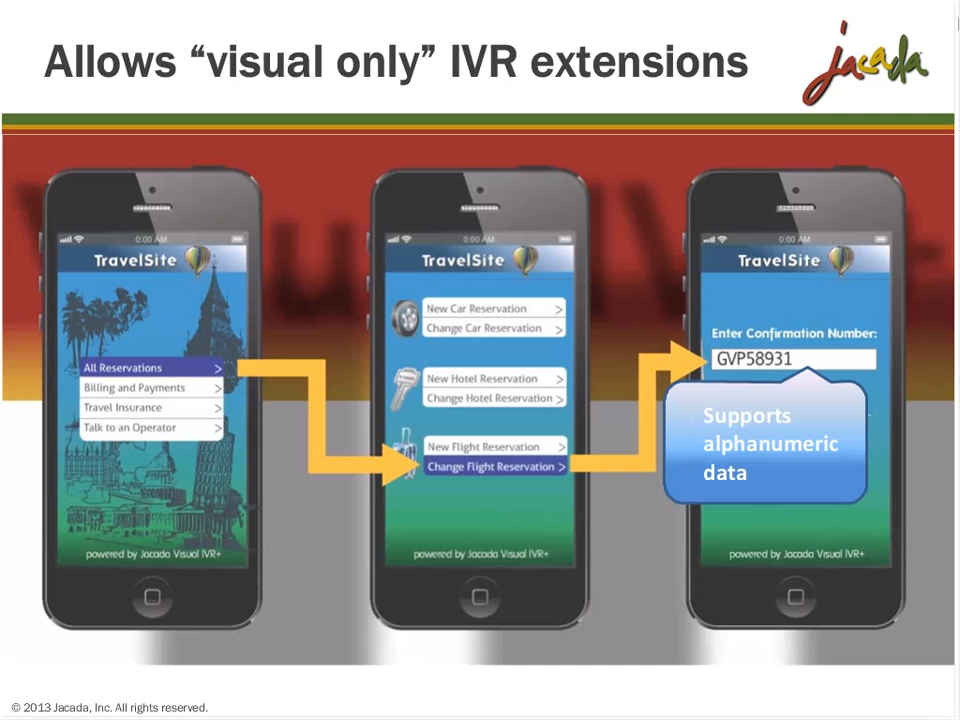 Allows “visual only” IVR extensions
jacada
0:00 AM
TravelSite
All Reservations >
Billing and Payments >
Travel Insurance >
Talk to an Operator >
powered by Jacada Visual IVR+
0:00 AM
TravelSite
New Car Reservation >
Change Car Reservation >
New Hotel Reservation >
Change Hotel Reservation >
New Flight Reservation >
Change Flight Reservation >
powered by Jacada Visual IVR+
0:00 AM
TravelSite
Enter Confirmation Number:
GVP58931
Supports
alphanumeric
data
powered by Jacada Visual IVR+
© 2013 Jacada, Inc. All rights reserved.